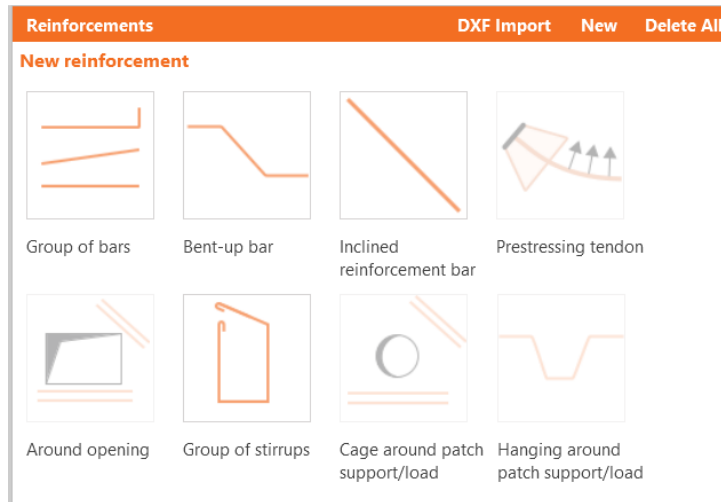 Reinforcements DXF Import New Delete All
New reinforcement
Group of bars Bent-up bar Inclined Prestressing tendon
reinforcement bar
Around opening Group of stirrups Cage around patch Hanging around
support/load patch support/load